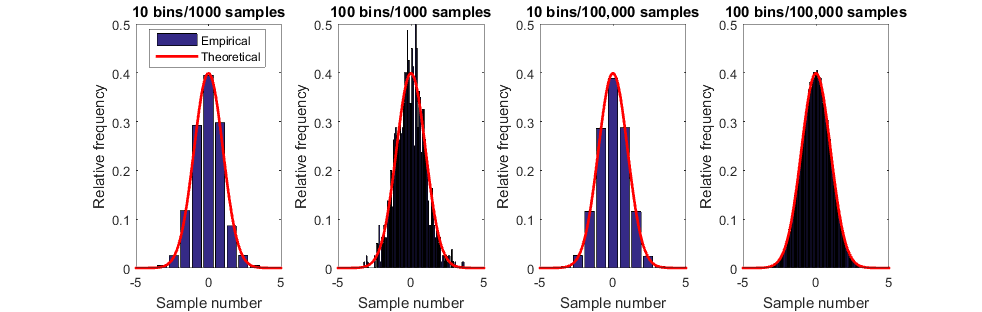 10 bins/1000 samples
0.5
0.4
0.3
0.2
0.1
0
Relative frequency
Empirical
Theoretical
-5
0
5
Sample number
100 bins/1000 samples
0.5
0.4
0.3
0.2
0.1
0
Relative frequency
-5
0
5
Sample number
10 bins/100,000 samples
0.5
0.4
0.3
0.2
0.1
0
Relative frequency
-5
0
5
Sample number
100 bins/100,000 samples
0.5
0.4
0.3
0.2
0.1
0
Relative frequency
-5
0
5
Sample number